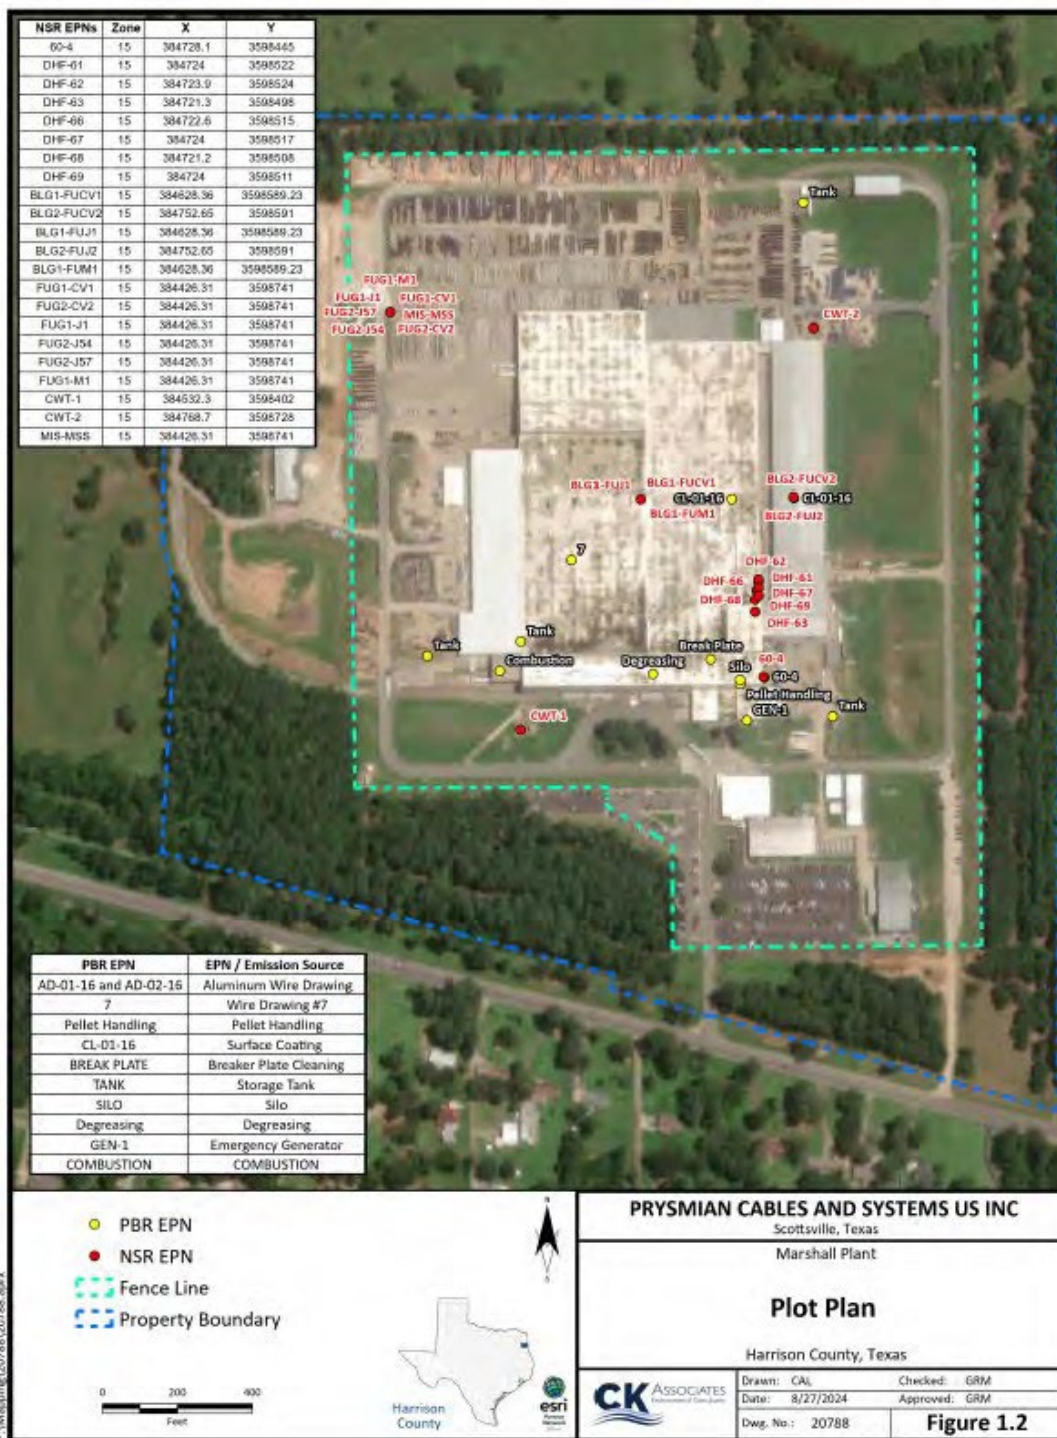 NSR EPNs Zone X Y
60-4 15 384728.1 3598445
DHF-61 15 384724 3598522
DHF-62 15 384723.9 3598524
DHF-63 15 384721.3 3598498
DHF-66 15 384722.6 3598515
DHF-67 15 384724 3598517
DHF-68 15 384721.2 3598508
DHF-69 15 384724 3598511
BLG1-FUCV1 15 384628.36 3598589.23
BLG2-FUCV2 15 384752.65 3598591
BLG1-FUJ1 15 384628.36 3598589.23
BLG2-FUJ2 15 384752.65 3598591
BLG1-FUM1 15 384628.36 3598589.23
FUG1-CV1 15 384426.31 3598741
FUG2-CV2 15 384426.31 3598741
FUG1-J1 15 384426.31 3598741
FUG2-J54 15 384426.31 3598741
FUG2-J57 15 384426.31 3598741
FUG1-M1 15 384426.31 3598741
CWT-1 15 384532.3 3598402
CWT-2 15 384768.7 3598728
MIS-MSS 15 384426.31 3598741
Tank
FUG1-M1
FUG1-J1 FUG1-CV1
FUG2-J57 MIS-MSS
FUG2-J54 FUG2-CV2
CWT-2
BLG1-FUJ1 BLG1-FUCV1 BLG2-FUCV2
CL-01-16 CL-01-16
BLG1-FUM1 BLG2-FUJ2
7
DHF-62
DHF-66 DHF-61
DHF-67
DHF-68 DHF-69
DHF-63
Tank Tank
Combustion Degreasing Break Plate
Silo 60-4
60-4
Pellet Handling
GEN-1 Tank
CWT-1
PBR EPN EPN / Emission Source
AD-01-16 and AD-02-16 Aluminum Wire Drawing
7 Wire Drawing #7
Pellet Handling Pellet Handling
CL-01-16 Surface Coating
BREAK PLATE Breaker Plate Cleaning
TANK Storage Tank
SILO Silo
Degreasing Degreasing
GEN-1 Emergency Generator
COMBUSTION COMBUSTION
PBR EPN
NSR EPN
Fence Line
Property Boundary
0 200 400
Feet
N
Harrison
County
esri
PRYSMIAN CABLES AND SYSTEMS US INC
Scottsville, Texas
Marshall Plant
Plot Plan
Harrison County, Texas
CK ASSOCIATES
Drawn: CAL Checked: GRM
Date: 8/27/2024 Approved: GRM
Dwg. No.: 20788 Figure 1.2